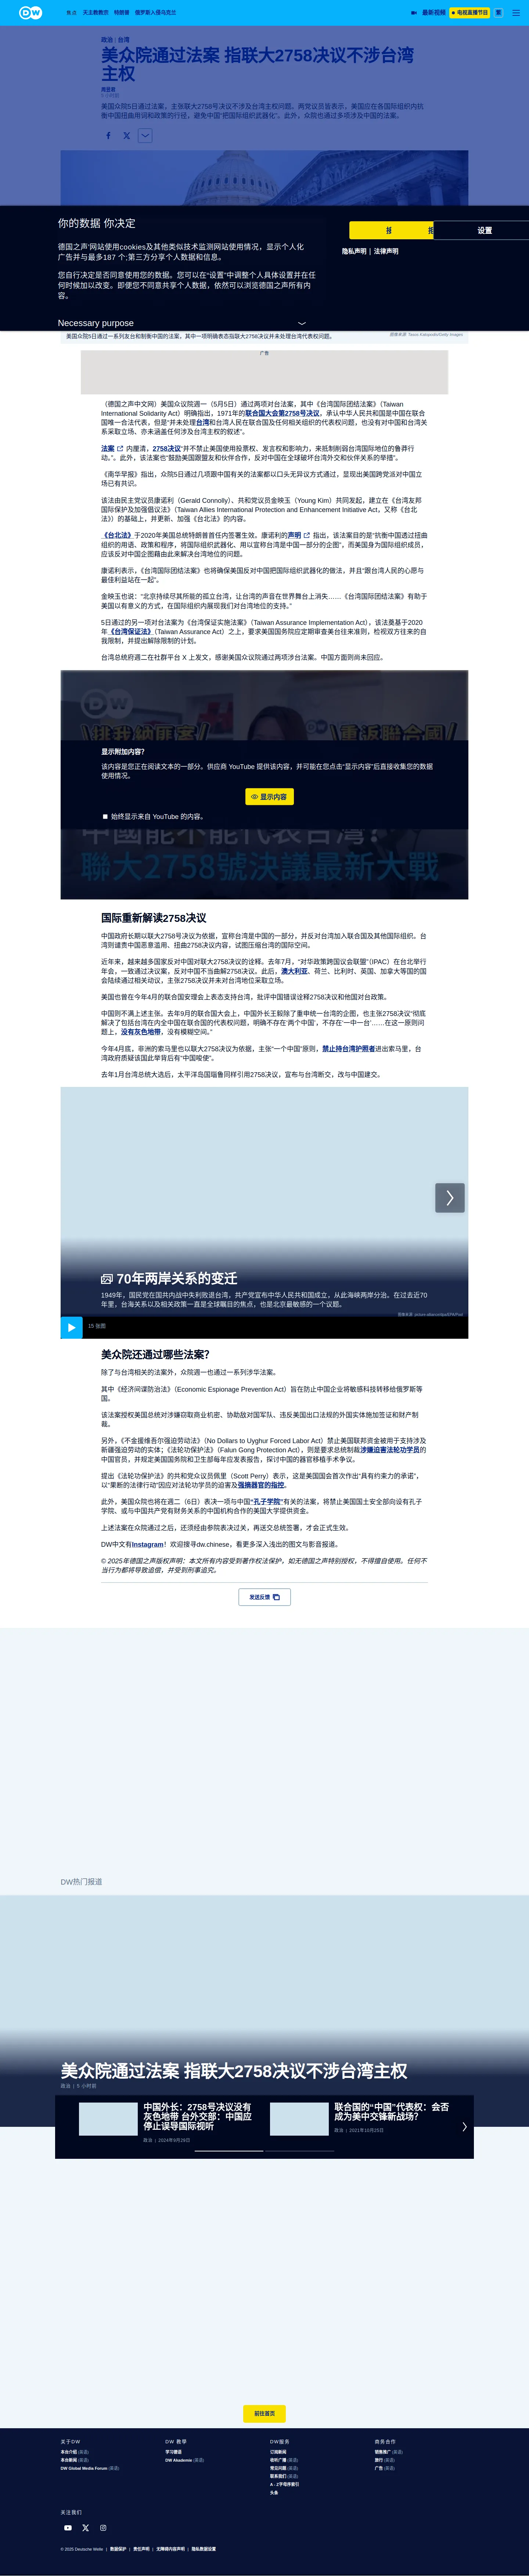 DW
焦点
天主教教宗
特朗普
俄罗斯入侵乌克兰
最新视频
电视直播节目
繁
政治｜台湾
美众院通过法案 指联大2758号决议不涉台湾主权
5 小时前
美国众院5日通过法案，主张联大2758号决议不涉及台湾主权问题。两党议员皆表示，美国应在各国际组织内抗衡中国扭曲用词和政策的行径，避免中国“把国际组织武器化”。此外，众院也通过多项涉及中国的法案。
你的数据 你决定
德国之声‘网站使用cookies及其他类似技术监测网站使用情况，显示个人化广告并与最多187 个;第三方分享个人数据和信息。
您自行决定是否同意使用您的数据。您可以在“设置”中调整个人具体设置并在任何时候加以改变。即便您不同意共享个人数据，依然可以浏览德国之声所有内容。
设置
隐私声明｜法律声明
Necessary purpose
美国众院5日通过一系列友台和制衡中国的法案，其中一项明确表态指联大2758决议并未处理台湾代表权问题。
广告
（德国之声中文网）美国众议院週一（5月5日）通过两项对台法案，其中《台湾国际团结法案》（Taiwan International Solidarity Act）明确指出，1971年的联合国大会第2758号决议，承认中华人民共和国是中国在联合国唯一合法代表，但是“并未处理台湾和台湾人民在联合国及任何相关组织的代表权问题，也没有对中国和台湾关系采取立场、亦未涵盖任何涉及台湾主权的叙述”。
法案 内厘清，2758决议“并不禁止美国使用投票权、发言权和影响力，来抵制削弱台湾国际地位的鲁莽行动。”。此外，该法案也“鼓励美国跟盟友和伙伴合作，反对中国在全球破坏台湾外交和伙伴关系的举措”。
《南华早报》指出，众院5日通过几项跟中国有关的法案都以口头无异议方式通过，显现出美国跨党派对中国立场已有共识。
该法由民主党议员康诺利（Gerald Connolly）、共和党议员金映玉（Young Kim）共同发起，建立在《台湾友邦国际保护及加强倡议法》（Taiwan Allies International Protection and Enhancement Initiative Act，又称《台北法》）的基础上，并更新、加强《台北法》的内容。
《台北法》于2020年美国总统特朗普首任内签署生效。康诺利的声明 指出，该法案目的是“抗衡中国透过扭曲组织的用语、政策和程序，将国际组织武器化，用以宣称台湾是中国一部分的企图”，而美国身为国际组织成员，应该反对中国企图藉由此来解决台湾地位的问题。
康诺利表示，《台湾国际团结法案》也将确保美国反对中国把国际组织武器化的做法，并且“跟台湾人民的心愿与最佳利益站在一起”。
金映玉也说：“北京持续尽其所能的孤立台湾，让台湾的声音在世界舞台上消失……《台湾国际团结法案》有助于美国以有意义的方式，在国际组织内展现我们对台湾地位的支持。”
5日通过的另一项对台法案为《台湾保证实施法案》（Taiwan Assurance Implementation Act），该法奠基于2020年《台湾保证法》（Taiwan Assurance Act）之上，要求美国国务院应定期审查美台往来准则，检视双方往来的自我限制，并提出解除限制的计划。
台湾总统府週二在社群平台 X 上发文，感谢美国众议院通过两项涉台法案。中国方面则尚未回应。
显示附加内容?
该内容是您正在阅读文本的一部分。供应商 YouTube 提供该内容，并可能在您点击“显示内容”后直接收集您的数据使用情况。
显示内容
始终显示来自 YouTube 的内容。
中國能不能代表台灣?
聯大2758號決議最新大戰
国际重新解读2758决议
中国政府长期以联大2758号决议为依据，宣称台湾是中国的一部分，并反对台湾加入联合国及其他国际组织。台湾则谴责中国恶意滥用、扭曲2758决议内容，试图压缩台湾的国际空间。
近年来，越来越多国家反对中国对联大2758决议的诠释。去年7月，“对华政策跨国议会联盟”（IPAC）在台北举行年会，一致通过决议案，反对中国不当曲解2758决议。此后，澳大利亚、荷兰、比利时、英国、加拿大等国的国会陆续通过相关动议，主张2758决议并未对台湾地位采取立场。
美国也曾在今年4月的联合国安理会上表态支持台湾，批评中国错误诠释2758决议和他国对台政策。
中国则不满上述主张。去年9月的联合国大会上，中国外长王毅除了重申统一台湾的企图，也主张2758决议“彻底解决了包括台湾在内全中国在联合国的代表权问题，明确不存在‘两个中国’，不存在‘一中一台’……在这一原则问题上，没有灰色地带，没有模糊空间。”
今年4月底，非洲的索马里也以联大2758决议为依据，主张“一个中国”原则，禁止持台湾护照者进出索马里，台湾政府质疑该国此举背后有“中国唆使”。
去年1月台湾总统大选后，太平洋岛国瑙鲁同样引用2758决议，宣布与台湾断交，改与中国建交。
70年两岸关系的变迁
1949年，国民党在国共内战中失利败退台湾，共产党宣布中华人民共和国成立，从此海峡两岸分治。在过去近70年里，台海关系以及相关政策一直是全球瞩目的焦点，也是北京最敏感的一个议题。
15 张图
美众院还通过哪些法案?
除了与台湾相关的法案外，众院週一也通过一系列涉华法案。
其中《经济间谍防治法》（Economic Espionage Prevention Act）旨在防止中国企业将敏感科技转移给俄罗斯等国。
该法案授权美国总统对涉嫌窃取商业机密、协助敌对国军队、违反美国出口法规的外国实体施加签证和财产制裁。
另外，《不金援维吾尔强迫劳动法》（No Dollars to Uyghur Forced Labor Act）禁止美国联邦资金被用于支持涉及新疆强迫劳动的实体；《法轮功保护法》（Falun Gong Protection Act），则是要求总统制裁涉嫌迫害法轮功学员的中国官员，并规定美国国务院和卫生部每年应发表报告，探讨中国的器官移植手术争议。
提出《法轮功保护法》的共和党众议员佩里（Scott Perry）表示，这是美国国会首次作出“具有约束力的承诺”，以“果断的法律行动”因应对法轮功学员的迫害及强摘器官的指控。
此外，美国众院也将在週二（6日）表决一项与中国“孔子学院”有关的法案，将禁止美国国土安全部向设有孔子学院、或与中国共产党有财务关系的中国机构合作的美国大学提供资金。
上述法案在众院通过之后，还须经由参院表决过关，再送交总统签署，才会正式生效。
DW中文有Instagram！欢迎搜寻dw.chinese，看更多深入浅出的图文与影音报道。
© 2025年德国之声版权声明：本文所有内容受到著作权法保护，如无德国之声特别授权，不得擅自使用。任何不当行为都将导致追偿，并受到刑事追究。
发送反馈
DW热门报道
美众院通过法案 指联大2758决议不涉台湾主权
政治｜5 小时前
中国外长：2758号决议没有灰色地带 台外交部：中国应停止误导国际视听
政治｜2024年9月29日
联合国的“中国”代表权：会否成为美中交锋新战场?
政治｜2021年10月25日
前往首页
关于DW
本台介绍 (英语)
本台新闻 (英语)
DW Global Media Forum (英语)
DW 教學
学习德语
DW Akademie (英语)
DW服务
订阅新闻
收听广播 (英语)
常见问题 (英语)
联系我们 (英语)
A - Z字母序索引
头条
商务合作
销售推广 (英语)
旅行 (英语)
广告 (英语)
关注我们
© 2025 Deutsche Welle｜数据保护｜责任声明｜无障碍内容声明｜隐私数据设置